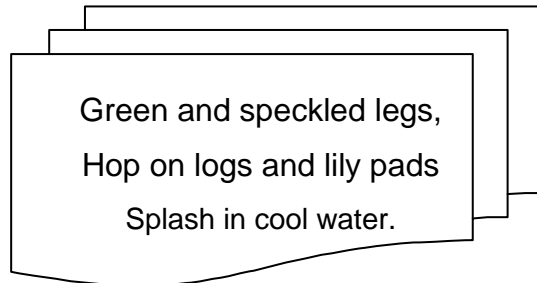 Green and speckled legs,
Hop on logs and lily pads
Splash in cool water.